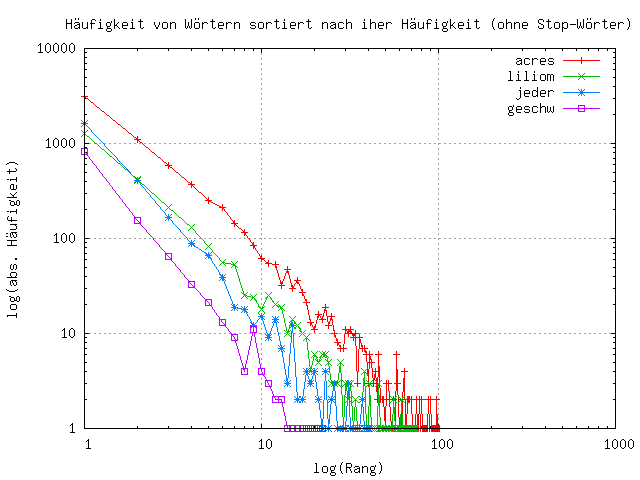 Häufigkeit von Wörtern sortiert nach iher Häufigkeit (ohne Stop-Wörter)
acres
liliom
jeder
geschw
10000
1000
100
10
1
log(abs. Häufigkeit)
1 10 100 1000
log(Rang)